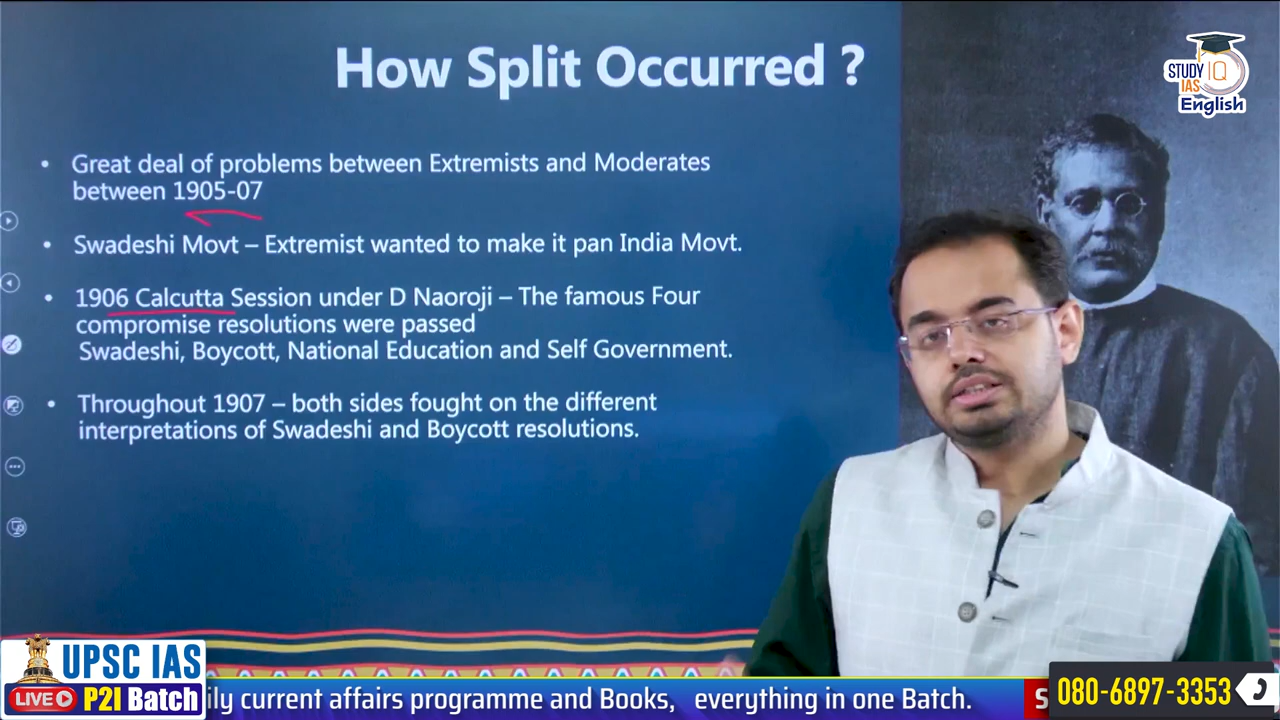 How Split Occurred ?
STUDY IQ
IAS
English
• Great deal of problems between Extremists and Moderates
between 1905-07
• Swadeshi Movt – Extremist wanted to make it pan India Movt.
• 1906 Calcutta Session under D Naoroji – The famous Four
compromise resolutions were passed
Swadeshi, Boycott, National Education and Self Government.
• Throughout 1907 – both sides fought on the different
interpretations of Swadeshi and Boycott resolutions.
UPSC IAS
LIVE P2I Batch
ily current affairs programme and Books, everything in one Batch.
S
080-6897-3353